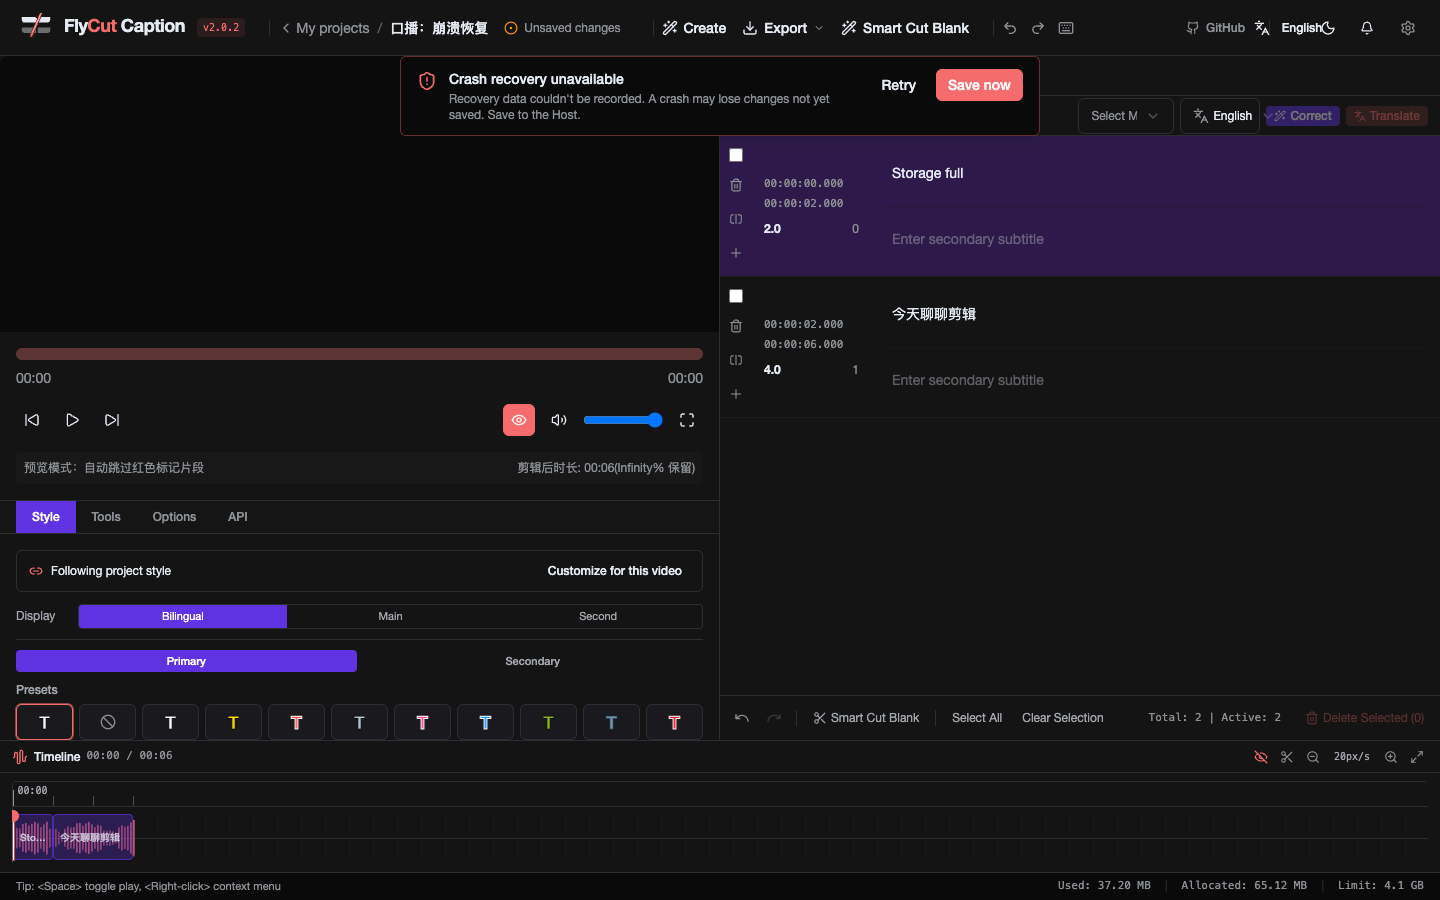 FlyCut Caption v2.0.2
My projects / 口播：崩溃恢复
Unsaved changes
Create
Export
Smart Cut Blank
GitHub
English
Crash recovery unavailable
Recovery data couldn't be recorded. A crash may lose changes not yet
saved. Save to the Host.
Retry
Save now
Select M
English
Correct
Translate
00:00:00.000
00:00:02.000
2.0 0
Storage full
Enter secondary subtitle
00:00:02.000
00:00:06.000
4.0 1
今天聊聊剪辑
Enter secondary subtitle
00:00 00:00
预览模式：自动跳过红色标记片段
剪辑后时长: 00:06(Infinity% 保留)
Style Tools Options API
Following project style
Customize for this video
Display Bilingual Main Second
Primary Secondary
Presets
T T T T T T T T T T
Smart Cut Blank
Select All
Clear Selection
Total: 2 | Active: 2
Delete Selected (0)
Timeline 00:00 / 00:06
20px/s
00:00
Sto...
今天聊聊剪辑
Tip: <Space> toggle play, <Right-click> context menu
Used: 37.20 MB | Allocated: 65.12 MB | Limit: 4.1 GB